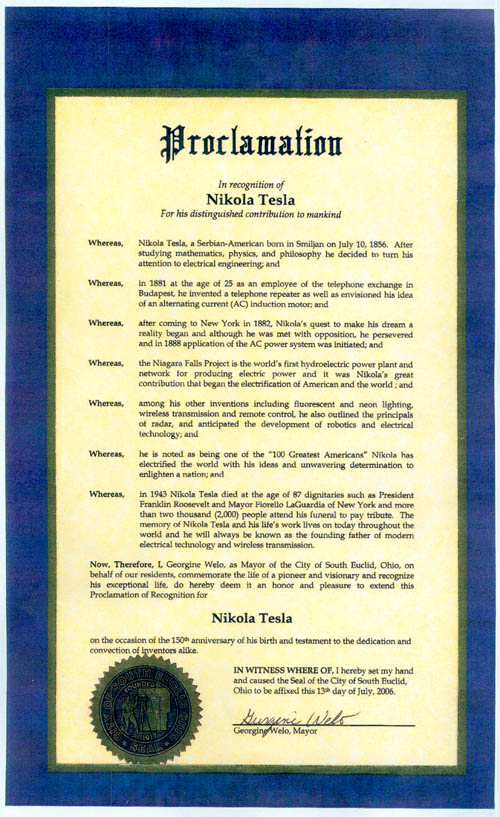 Proclamation
In recognition of
Nikola Tesla
For his distinguished contribution to mankind
Whereas, Nikola Tesla, a Serbian-American born in Smiljan on July 10, 1856. After
studying mathematics, physics, and philosophy he decided to turn his
attention to electrical engineering; and
Whereas, in 1881 at the age of 25 as an employee of the telephone exchange in
Budapest, he invented a telephone repeater as well as envisioned his idea
of an alternating current (AC) induction motor; and
Whereas, after coming to New York in 1882, Nikola's quest to make his dream a
reality began and although he was met with opposition, he persevered
and in 1888 application of the AC power system was initiated; and
Whereas, the Niagara Falls Project is the world's first hydroelectric power plant and
network for producing electric power and it was Nikola's great
contribution that began the electrification of American and the world ; and
Whereas, among his other inventions including fluorescent and neon lighting,
wireless transmission and remote control, he also outlined the principals
of radar, and anticipated the development of robotics and electrical
technology; and
Whereas, he is noted as being one of the "100 Greatest Americans" Nikola has
electrified the world with his ideas and unwavering determination to
enlighten a nation; and
Whereas, in 1943 Nikola Tesla died at the age of 87 dignitaries such as President
Franklin Roosevelt and Mayor Fiorello LaGuardia of New York and more
than two thousand (2,000) people attend his funeral to pay tribute. The
memory of Nikola Tesla and his life's work lives on today throughout the
world and he will always be known as the founding father of modern
electrical technology and wireless transmission.
Now, Therefore, I, Georgine Welo, as Mayor of the City of South Euclid, Ohio, on
behalf of our residents, commemorate the life of a pioneer and visionary and recognize
his exceptional life, do hereby deem it an honor and pleasure to extend this
Proclamation of Recognition for
Nikola Tesla
on the occasion of the 150th anniversary of his birth and testament to the dedication and
convection of inventors alike.
IN WITNESS WHERE OF, I hereby set my hand
and caused the Seal of the City of South Euclid,
Ohio to be affixed this 13th day of July, 2006.
Georgine Welo
Georgine Welo, Mayor
CITY OF SOUTH EUCLID OHIO
FOUNDED
1917
SEAL